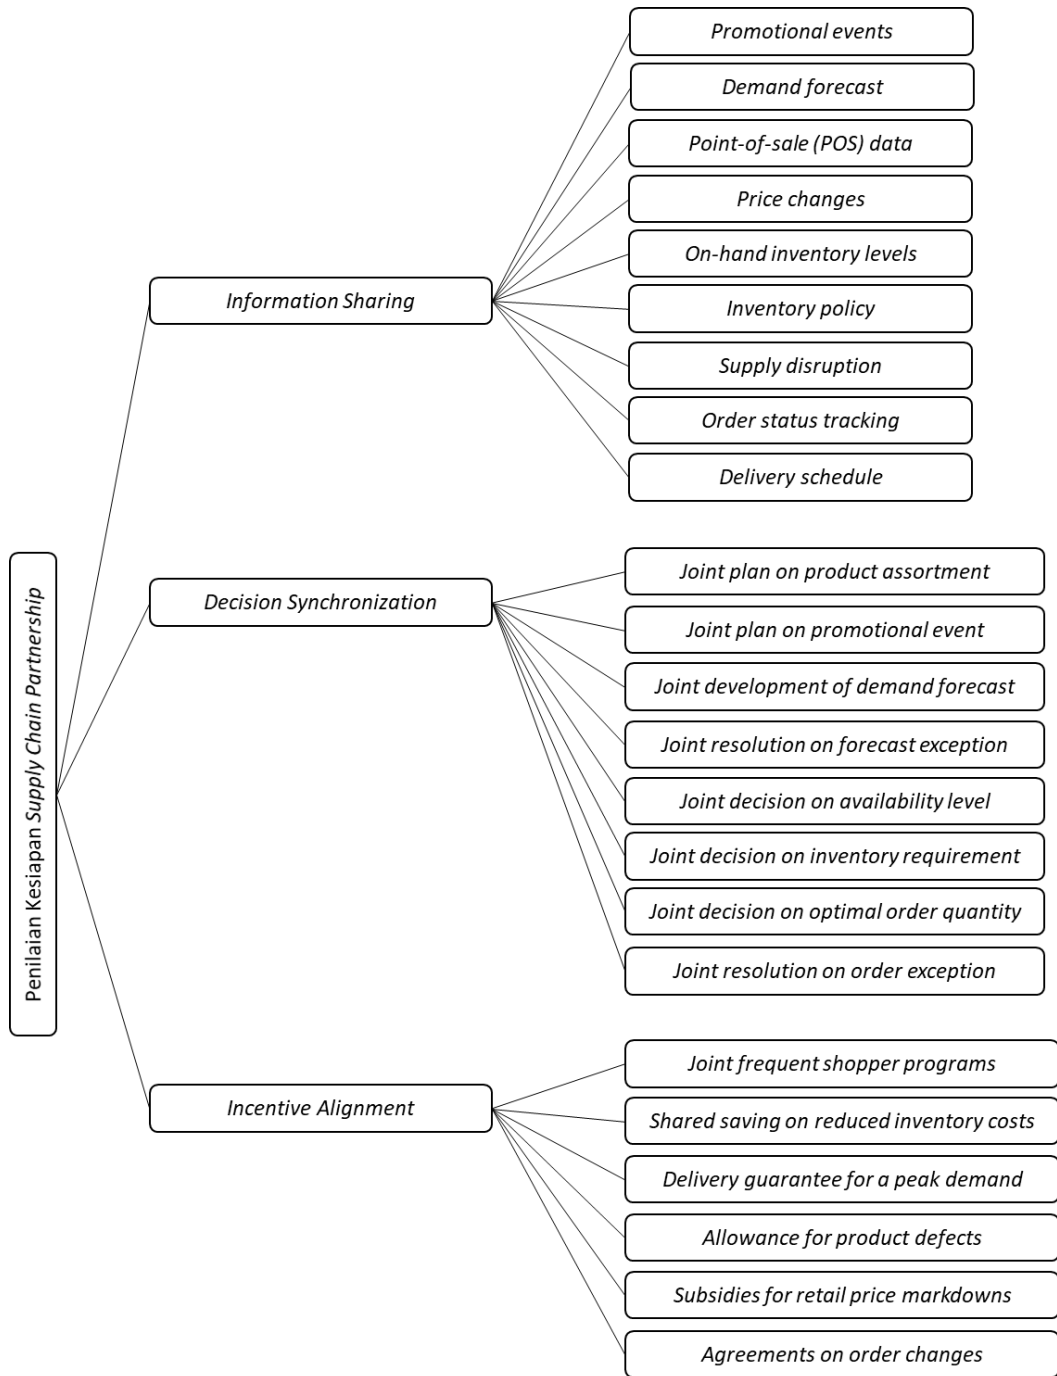 Penilaian Kesiapan Supply Chain Partnership
Information Sharing
Promotional events
Demand forecast
Point-of-sale (POS) data
Price changes
On-hand inventory levels
Inventory policy
Supply disruption
Order status tracking
Delivery schedule
Decision Synchronization
Joint plan on product assortment
Joint plan on promotional event
Joint development of demand forecast
Joint resolution on forecast exception
Joint decision on availability level
Joint decision on inventory requirement
Joint decision on optimal order quantity
Joint resolution on order exception
Incentive Alignment
Joint frequent shopper programs
Shared saving on reduced inventory costs
Delivery guarantee for a peak demand
Allowance for product defects
Subsidies for retail price markdowns
Agreements on order changes